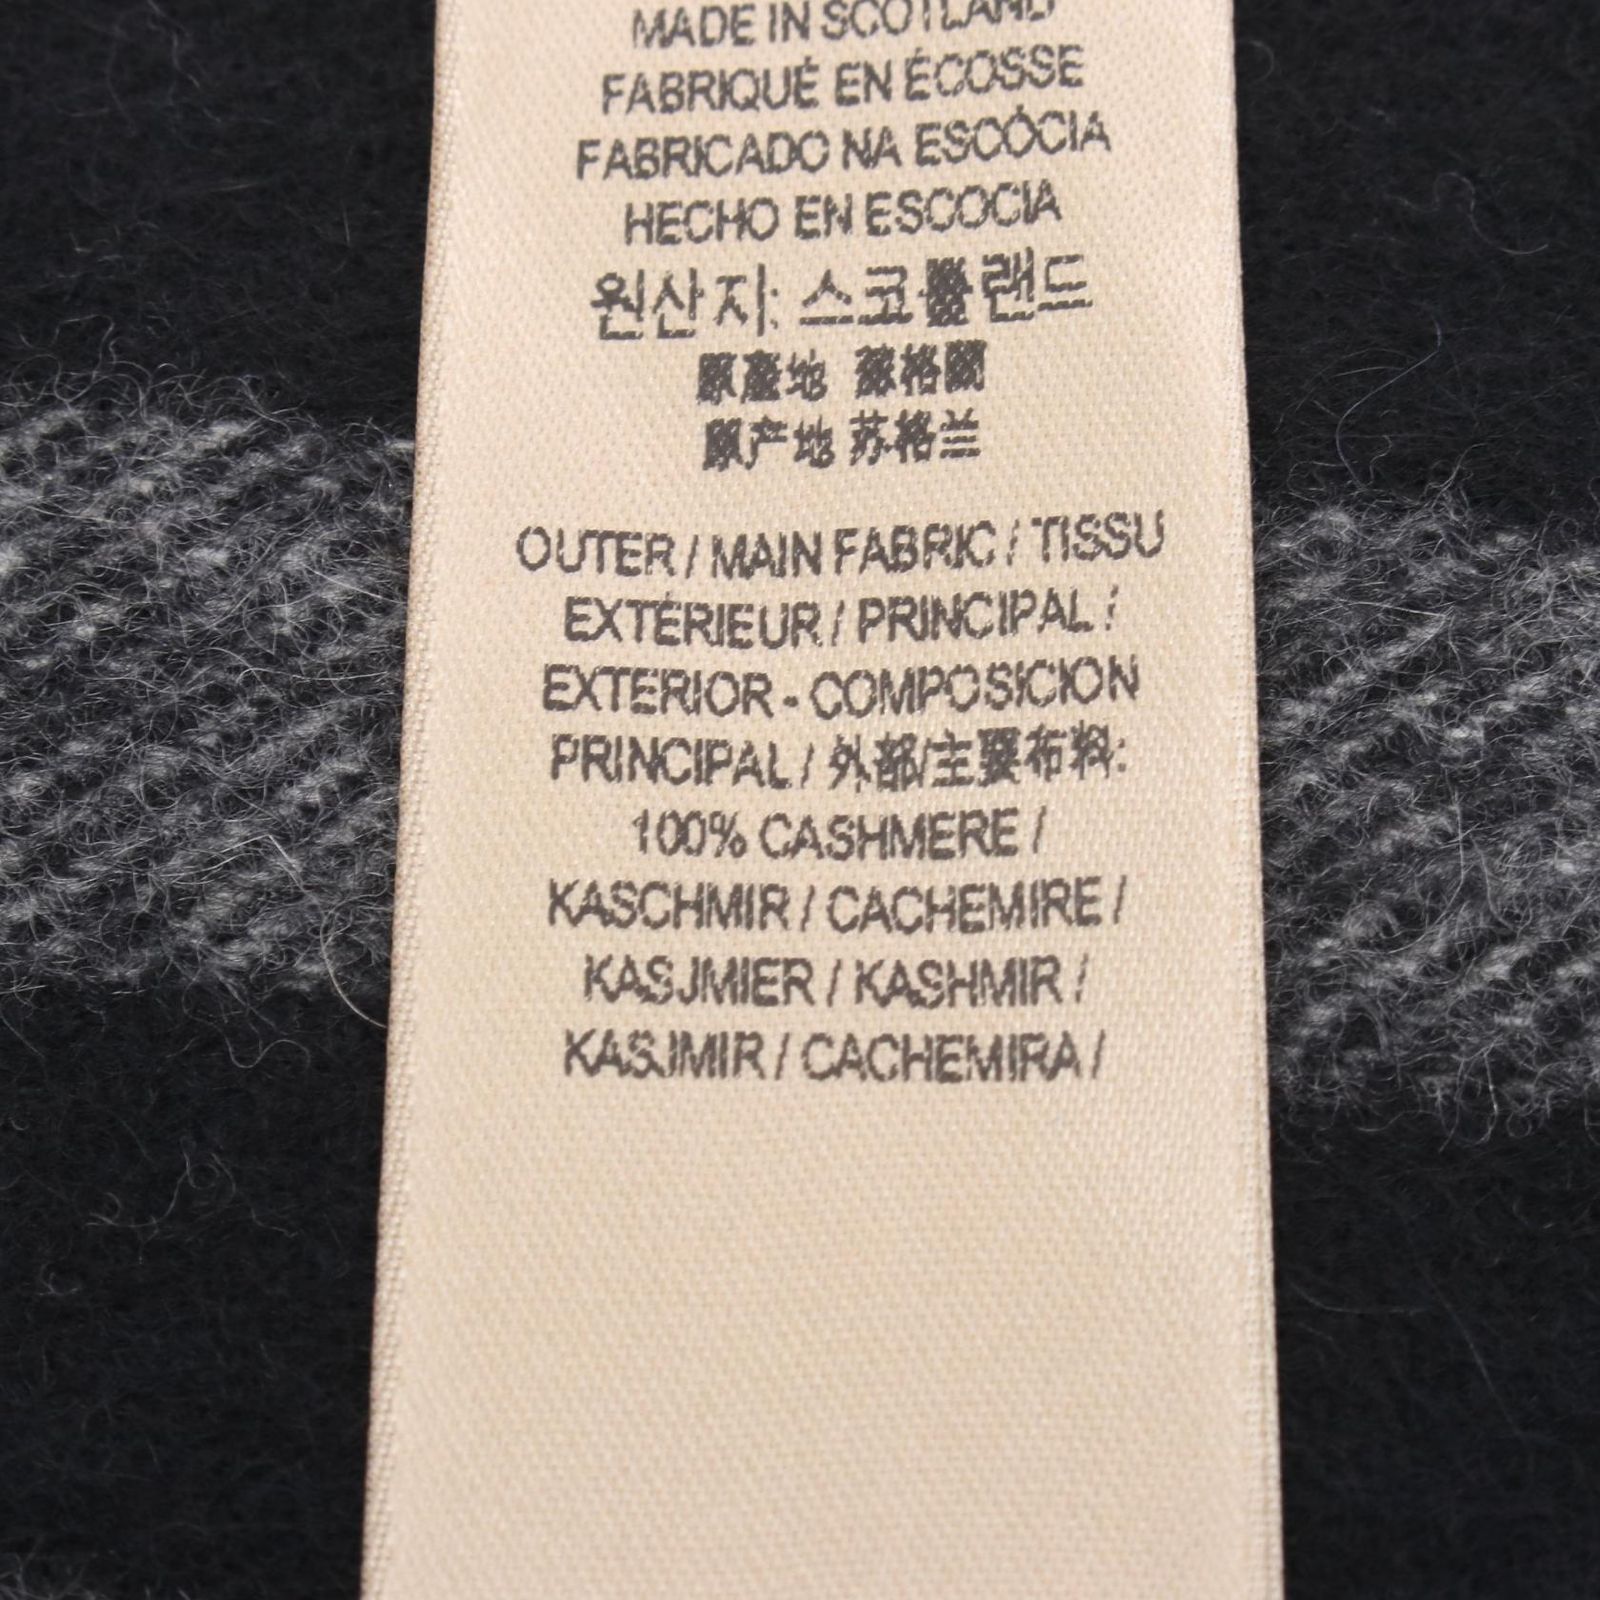 MADE IN SCOTLAND
FABRIQUÉ EN ÉCOSSE
FABRICADO NA ESCÓCIA
HECHO EN ESCOCIA
원산지: 스코틀랜드
原產地 蘇格蘭
原产地 苏格兰
OUTER / MAIN FABRIC / TISSU
EXTÉRIEUR / PRINCIPAL /
EXTERIOR - COMPOSICION
PRINCIPAL / 外部/主要布料:
100% CASHMERE /
KASCHMIR / CACHEMIRE /
KASJMIER / KASHMIR /
KASJMIR / CACHEMIRA /